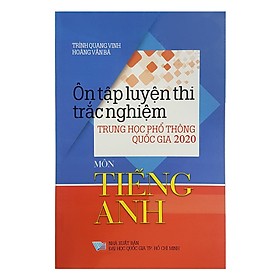 TRỊNH QUANG VINH
HOÀNG VĂN BÁ
Ôn tập luyện thi
trắc nghiệm
TRUNG HỌC PHỔ THÔNG
QUỐC GIA 2020
MÔN
TIẾNG
ANH
NHÀ XUẤT BẢN
ĐẠI HỌC QUỐC GIA TP. HỒ CHÍ MINH